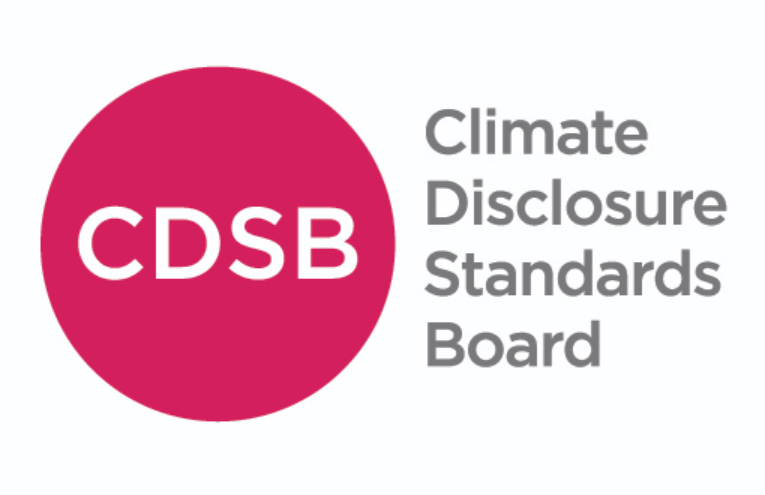 CDSB
Climate
Disclosure
Standards
Board